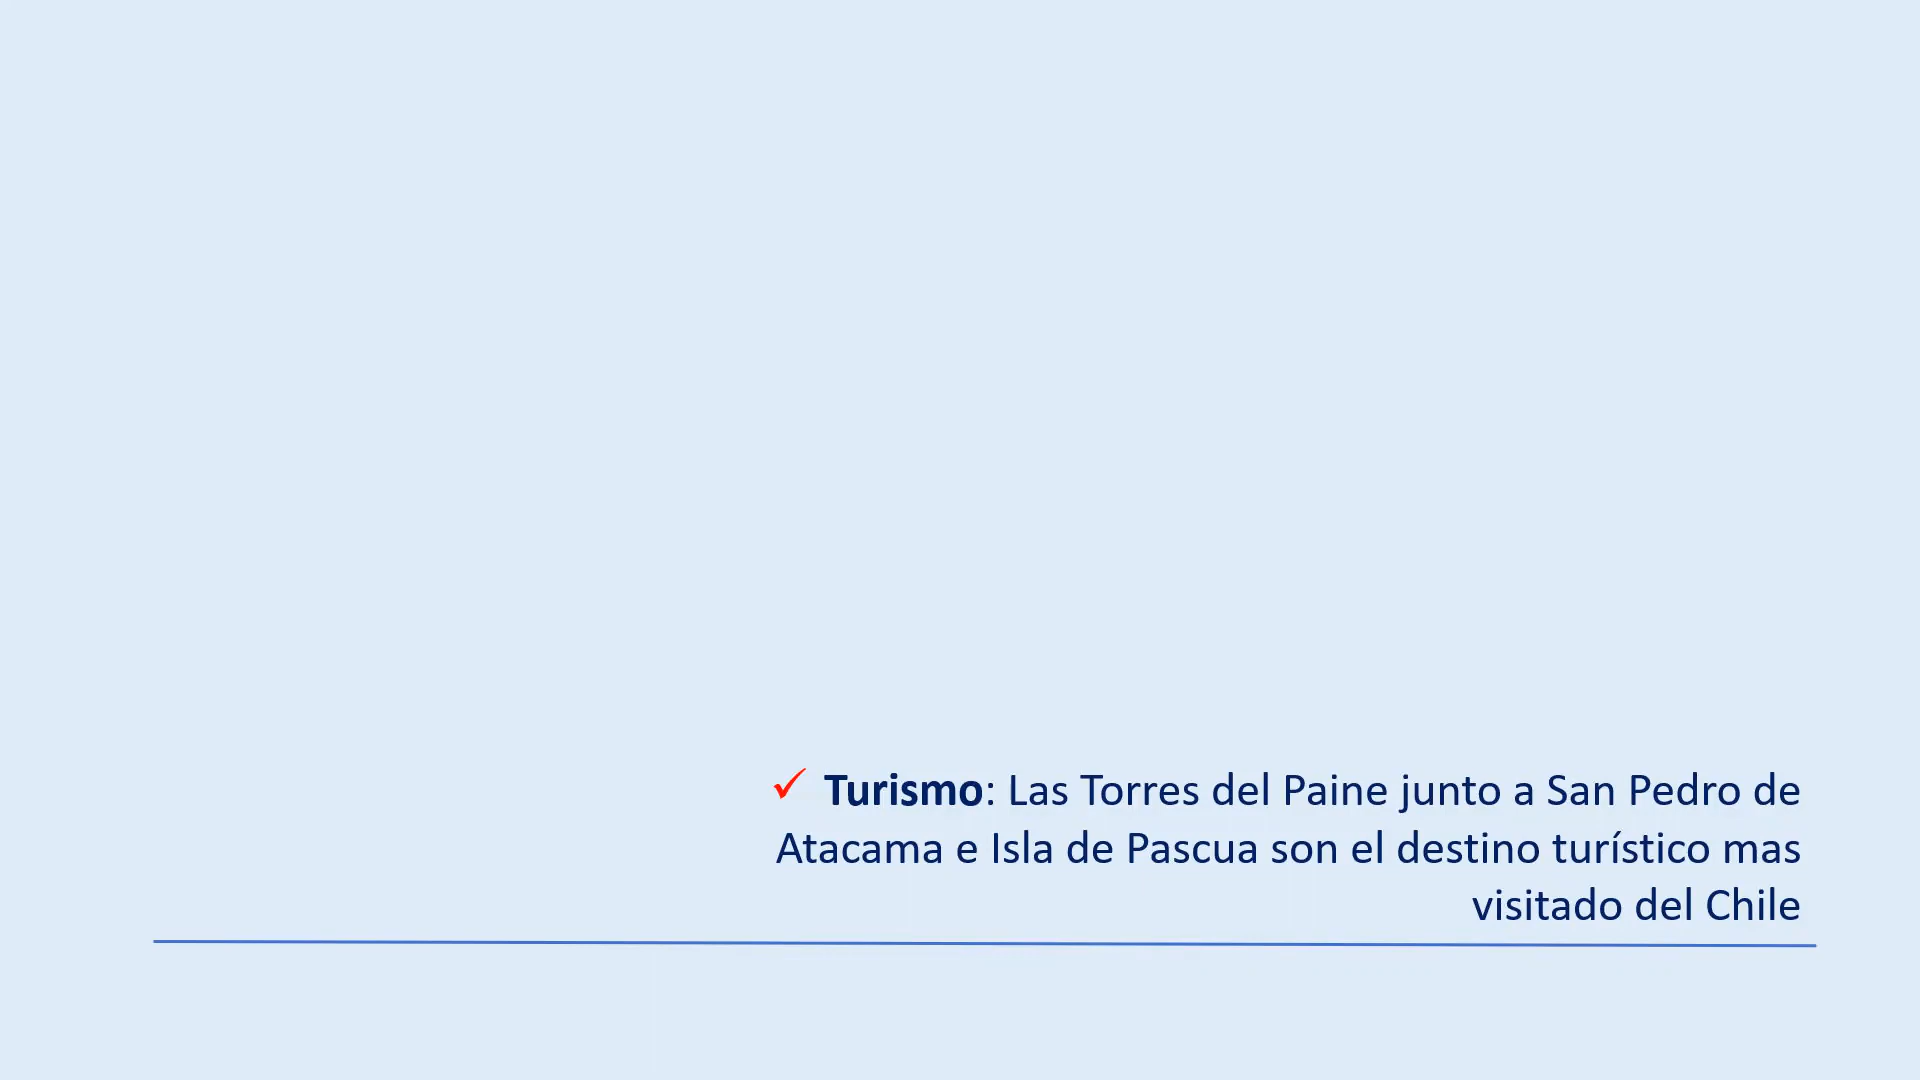 ✓ Turismo: Las Torres del Paine junto a San Pedro de
Atacama e Isla de Pascua son el destino turístico mas
visitado del Chile